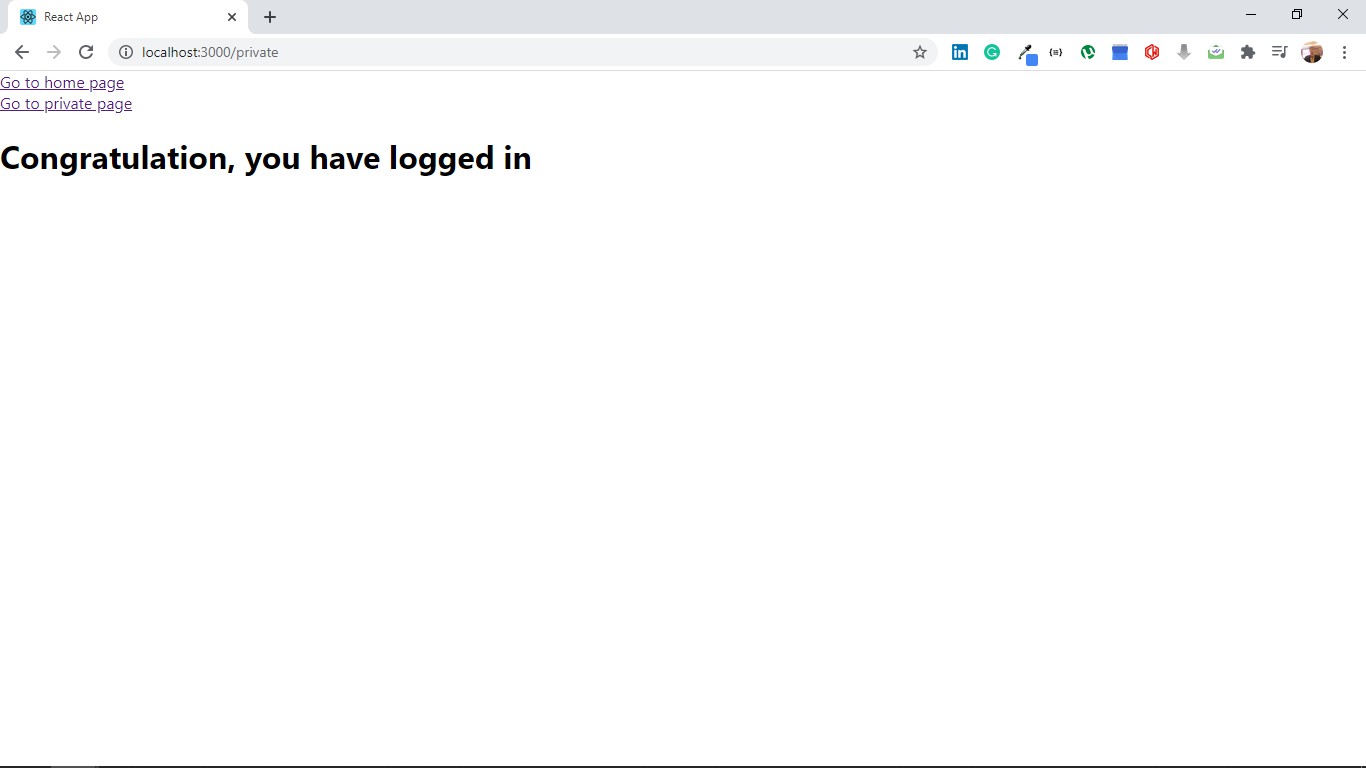 React App
localhost:3000/private
Go to home page
Go to private page
Congratulation, you have logged in